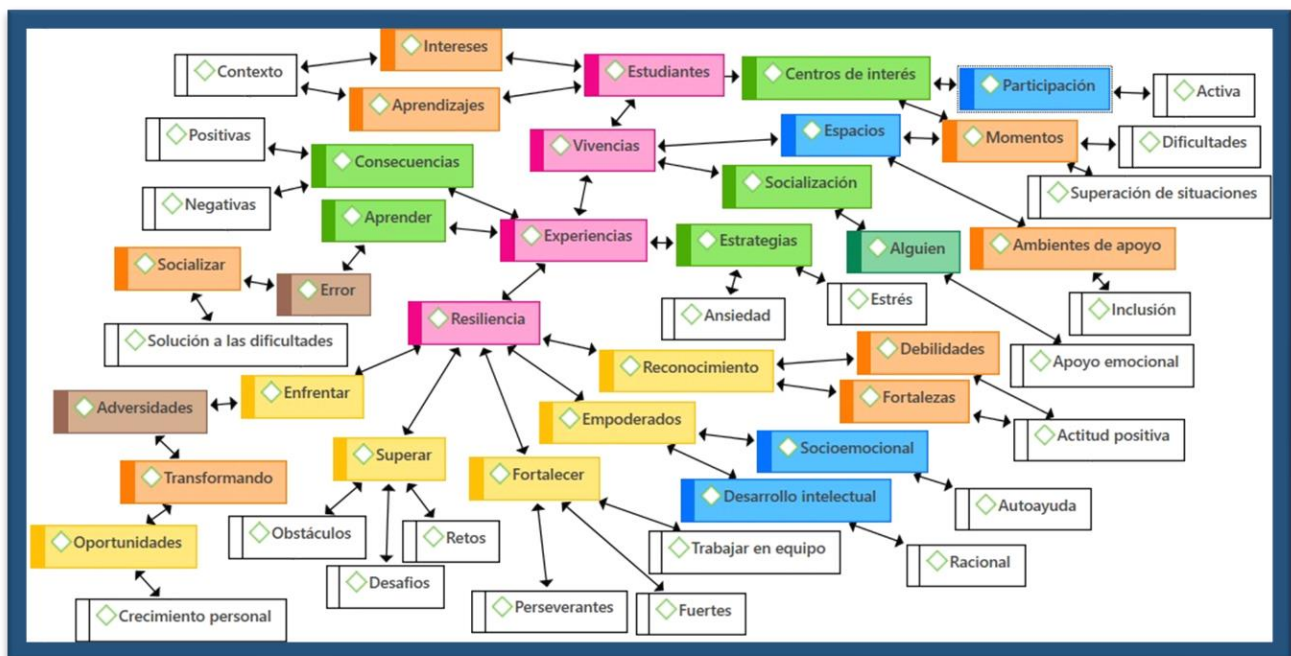 Intereses
Contexto
Estudiantes
Centros de interés
Participación
Activa
Aprendizajes
Positivas
Vivencias
Espacios
Momentos
Dificultades
Consecuencias
Socialización
Superación de situaciones
Negativas
Aprender
Experiencias
Estrategias
Alguien
Ambientes de apoyo
Socializar
Error
Ansiedad
Estrés
Inclusión
Resiliencia
Solución a las dificultades
Debilidades
Apoyo emocional
Reconocimiento
Enfrentar
Fortalezas
Adversidades
Empoderados
Actitud positiva
Superar
Socioemocional
Transformando
Fortalecer
Desarrollo intelectual
Autoayuda
Oportunidades
Obstáculos
Retos
Trabajar en equipo
Racional
Desafios
Crecimiento personal
Perseverantes
Fuertes